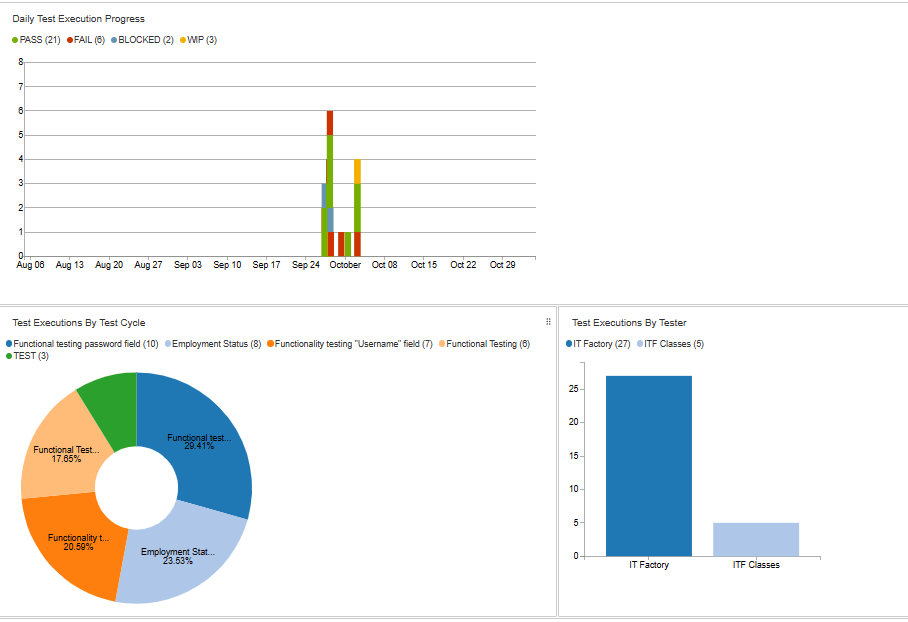 Daily Test Execution Progress
PASS (21) FAIL (6) BLOCKED (2) WIP (3)
8
7
6
5
4
3
2
1
0
Aug 06 Aug 13 Aug 20 Aug 27 Sep 03 Sep 10 Sep 17 Sep 24 October Oct 08 Oct 15 Oct 22 Oct 29
Test Executions By Test Cycle
Functional testing password field (10) Employment Status (8) Functionality testing "Username" field (7) Functional Testing (6)
TEST (3)
Functional test...
29.41%
Functional Test...
17.65%
Functionality t...
20.59%
Employment Stat...
23.53%
Test Executions By Tester
IT Factory (27) ITF Classes (5)
25
20
15
10
5
0
IT Factory ITF Classes